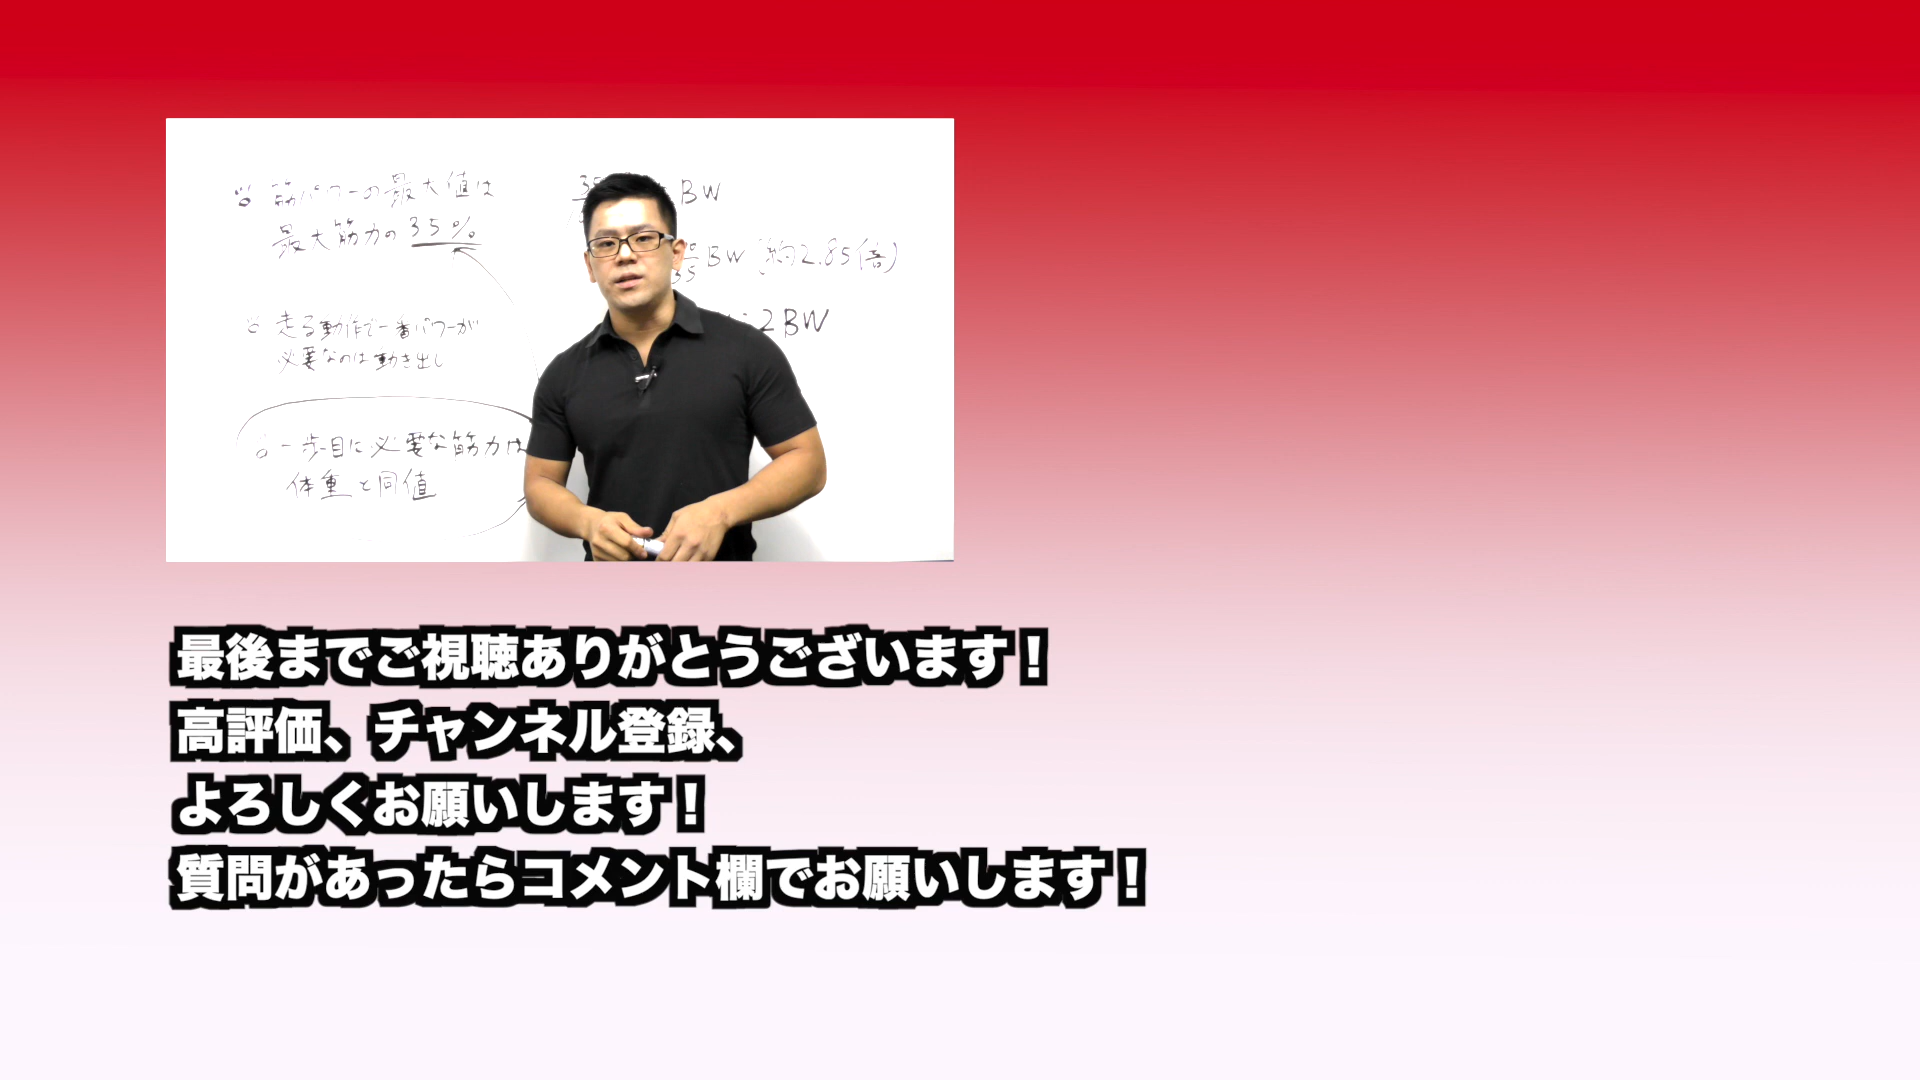 筋パワーの最大値は
最大筋力の35%
走る動作で一番パワーが
必要なのは動き出し
一歩目に必要な筋力は
体重と同値
35 BW
35 BW (約2.85倍)
2BW
最後までご視聴ありがとうございます！
高評価、チャンネル登録、
よろしくお願いします！
質問があったらコメント欄でお願いします！